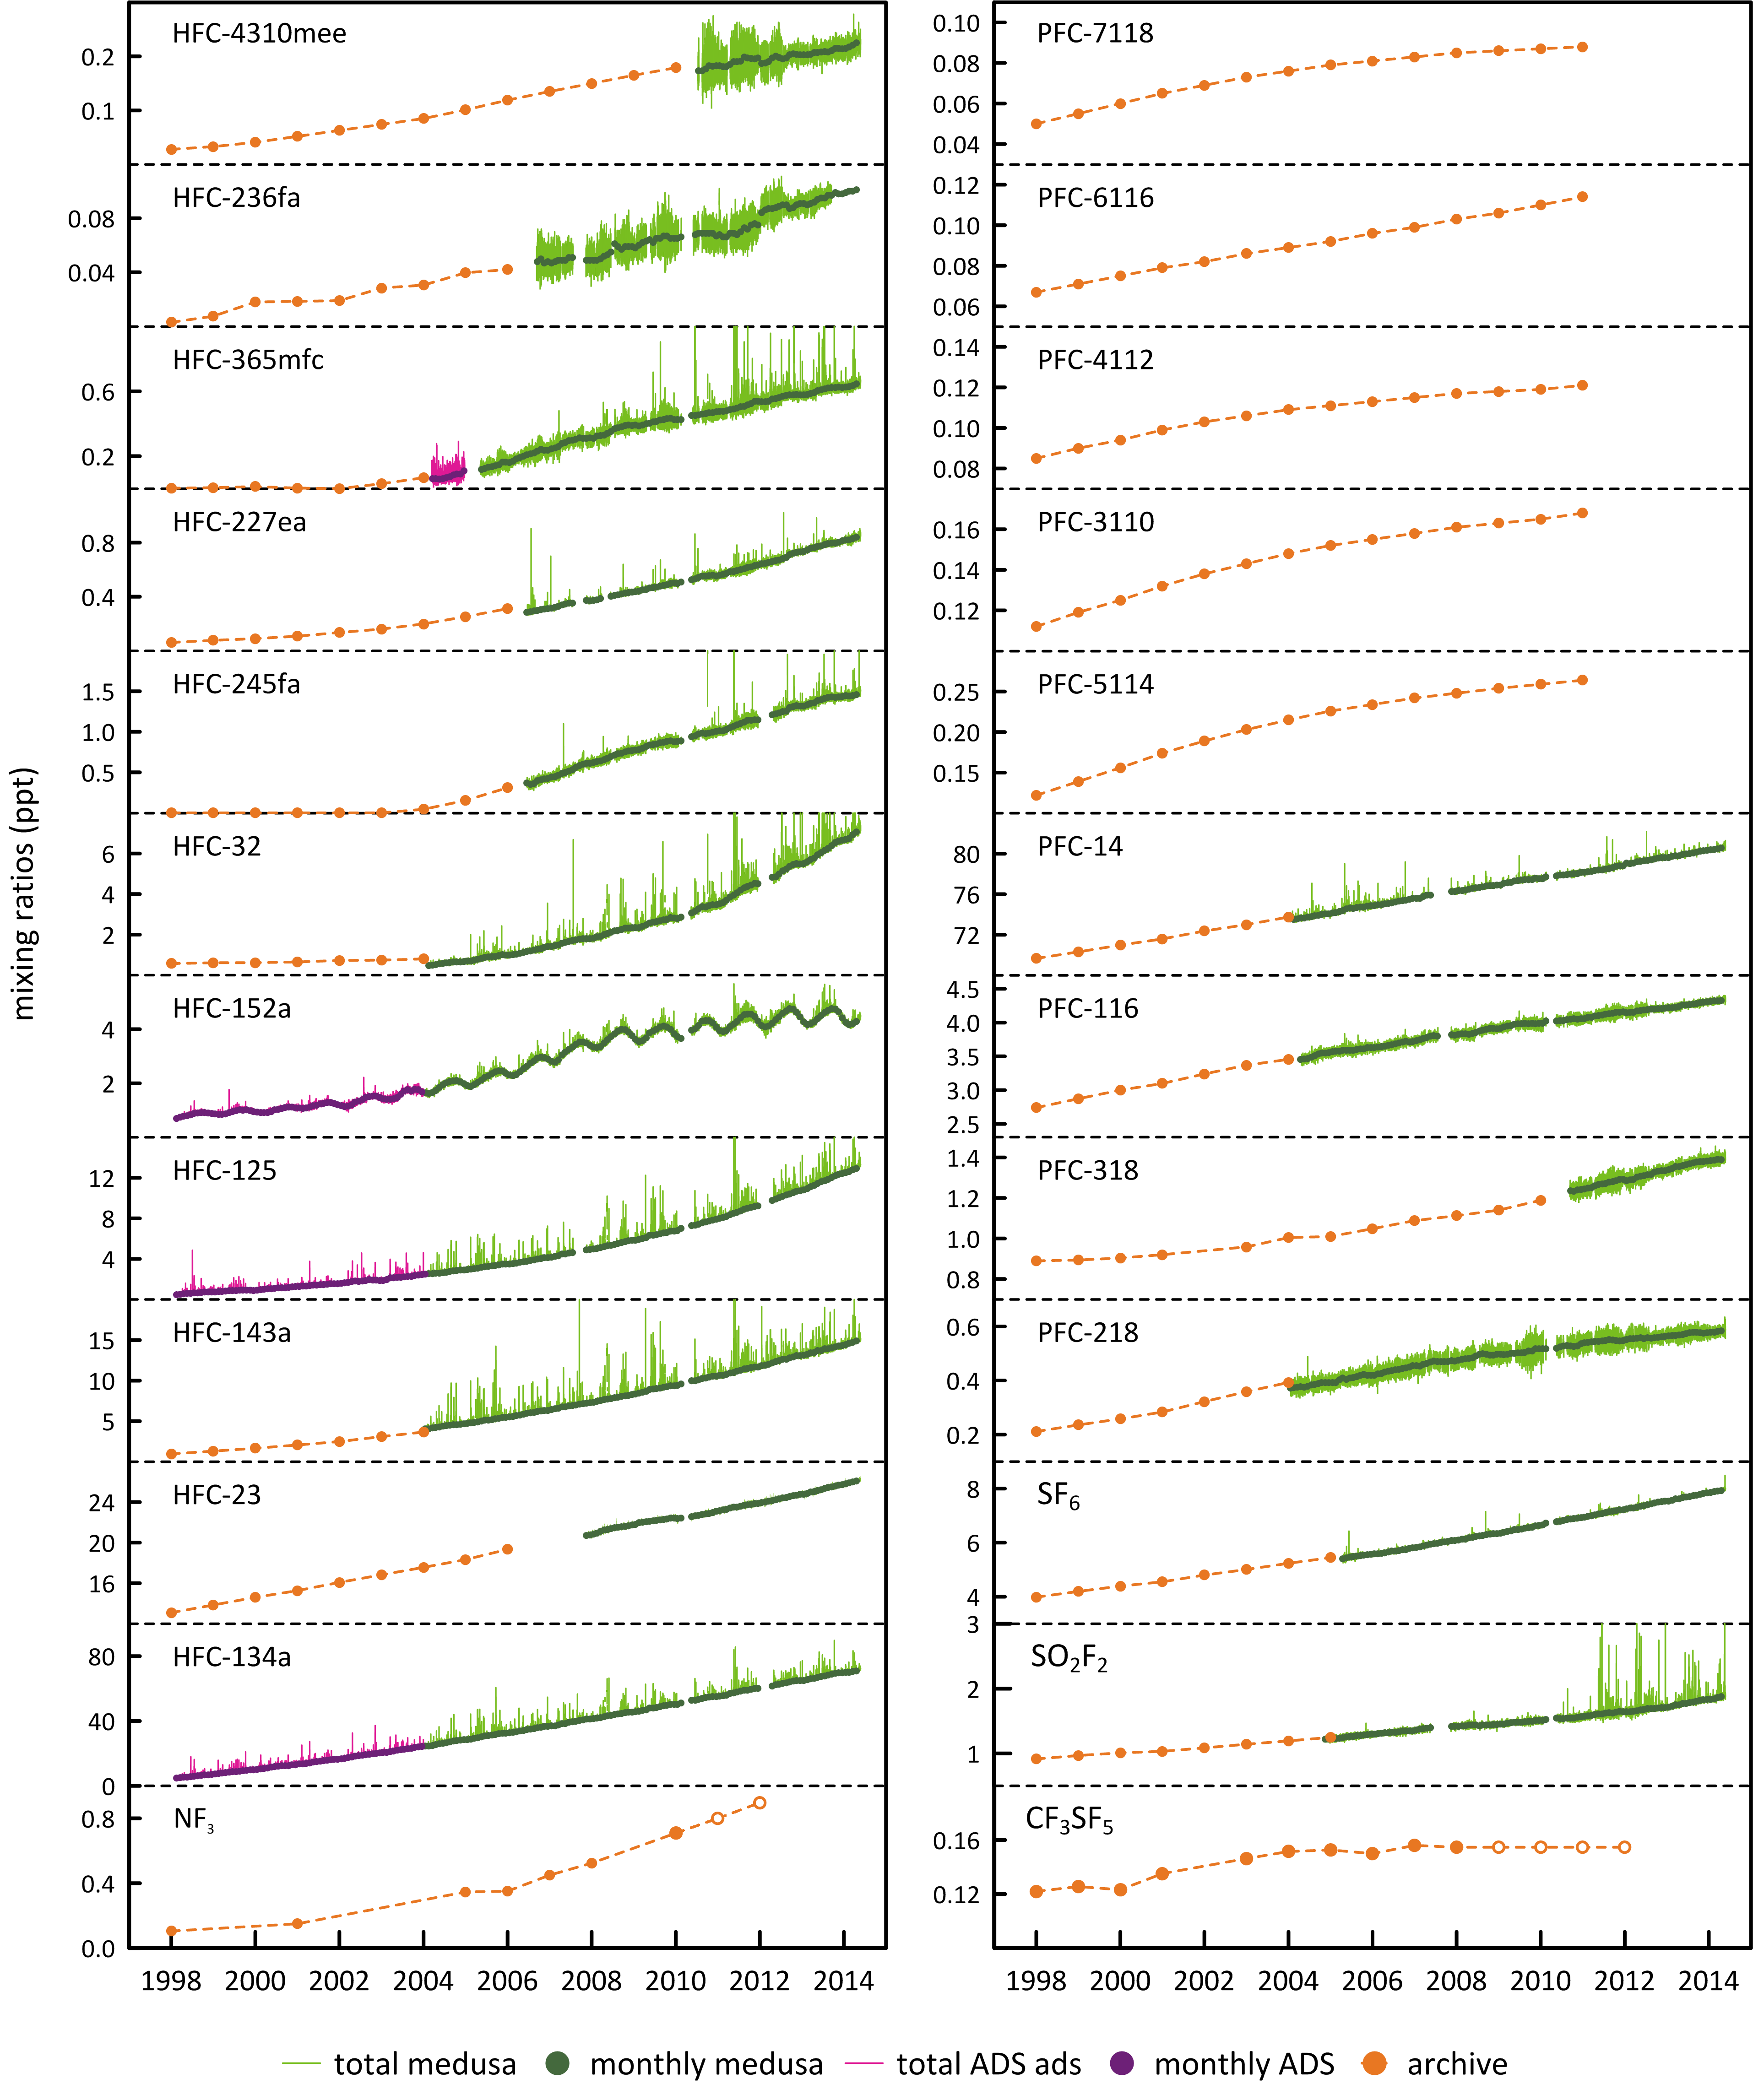 mixing ratios (ppt)
HFC-4310mee
0.2
0.1
HFC-236fa
0.08
0.04
HFC-365mfc
0.6
0.2
HFC-227ea
0.8
0.4
HFC-245fa
1.5
1.0
0.5
HFC-32
6
4
2
HFC-152a
4
2
HFC-125
12
8
4
HFC-143a
15
10
5
HFC-23
24
20
16
HFC-134a
80
40
0
NF₃
0.8
0.4
0.0
1998 2000 2002 2004 2006 2008 2010 2012 2014
PFC-7118
0.10
0.08
0.06
0.04
PFC-6116
0.12
0.10
0.08
0.06
PFC-4112
0.14
0.12
0.10
0.08
PFC-3110
0.16
0.14
0.12
PFC-5114
0.25
0.20
0.15
PFC-14
80
76
72
PFC-116
4.5
4.0
3.5
3.0
2.5
PFC-318
1.4
1.2
1.0
0.8
PFC-218
0.6
0.4
0.2
SF₆
8
6
4
3
SO₂F₂
2
1
CF₃SF₅
0.16
0.12
1998 2000 2002 2004 2006 2008 2010 2012 2014
total medusa monthly medusa total ADS ads monthly ADS archive